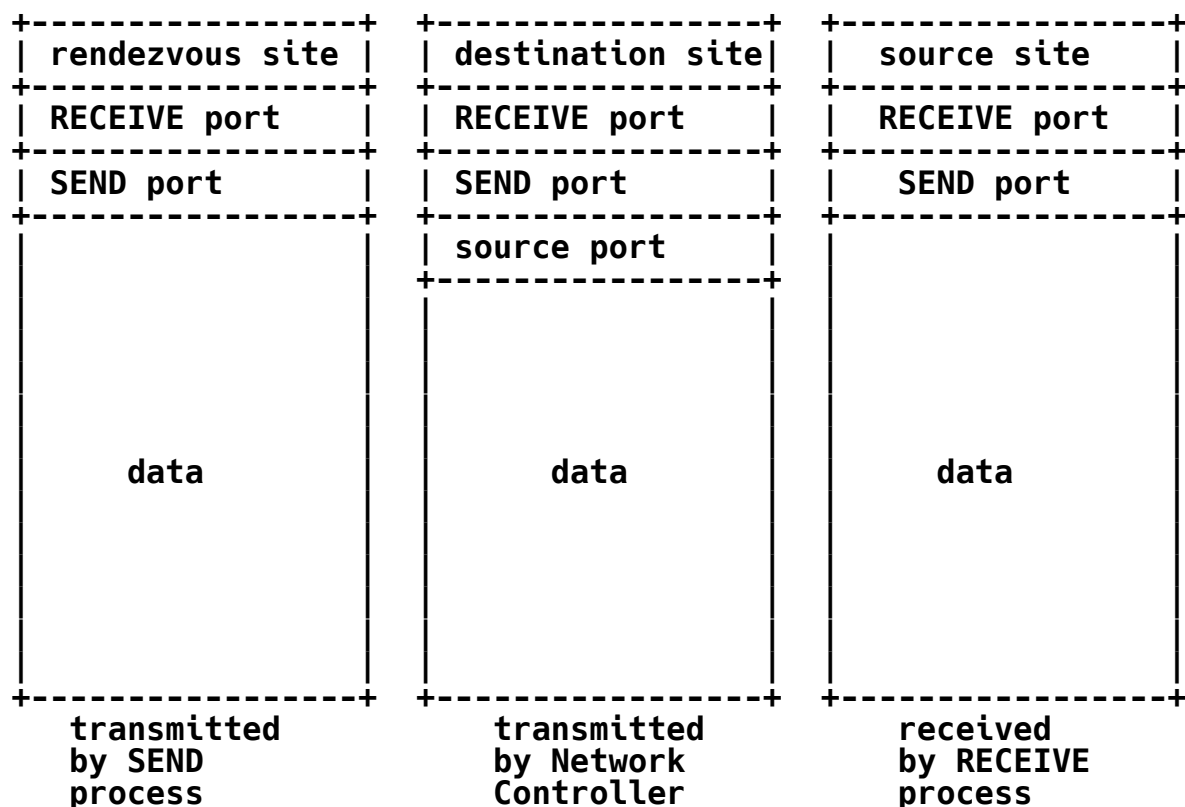 rendezvous site destination site source site
RECEIVE port RECEIVE port RECEIVE port
SEND port SEND port SEND port
source port
data data data
transmitted transmitted received
by SEND by Network by RECEIVE
process Controller process